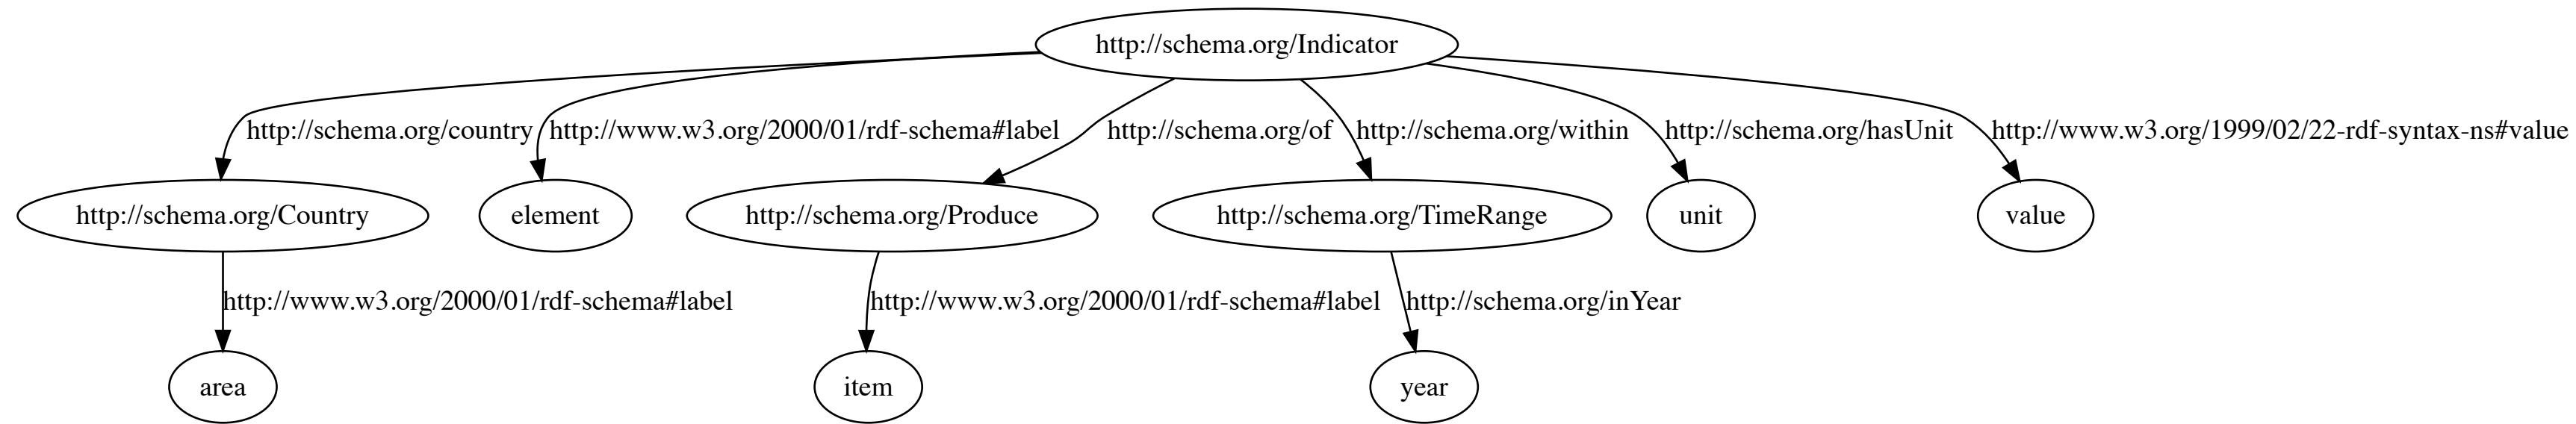 http://schema.org/Indicator
http://schema.org/country
http://www.w3.org/2000/01/rdf-schema#label
http://schema.org/of
http://schema.org/within
http://schema.org/hasUnit
http://www.w3.org/1999/02/22-rdf-syntax-ns#value
http://schema.org/Country
element
http://schema.org/Produce
http://schema.org/TimeRange
unit
value
http://www.w3.org/2000/01/rdf-schema#label
http://www.w3.org/2000/01/rdf-schema#label
http://schema.org/inYear
area
item
year